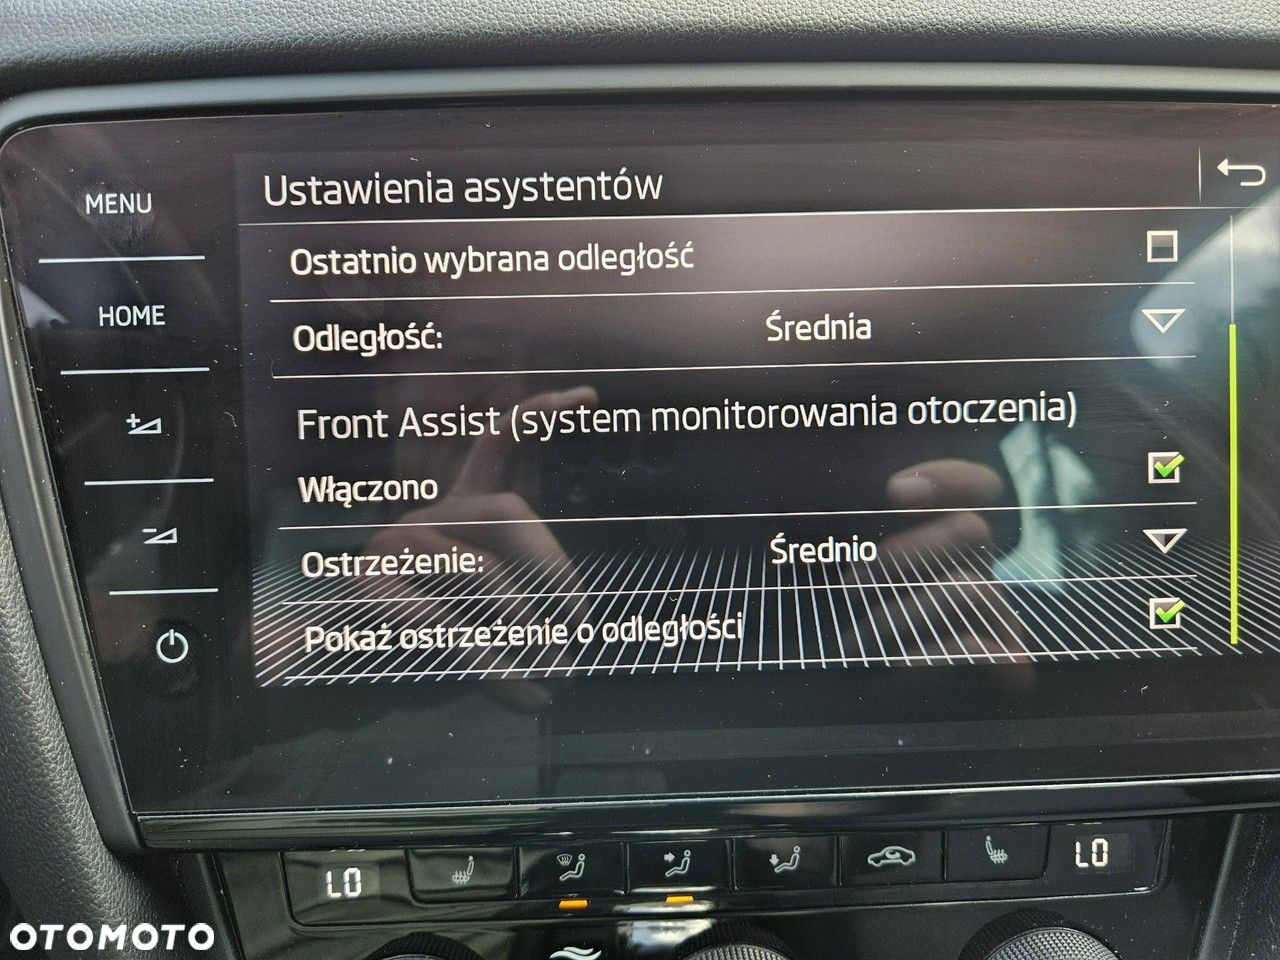 MENU
HOME
Ustawienia asystentów
Ostatnio wybrana odległość
Odległość: Średnia
Front Assist (system monitorowania otoczenia)
Włączono
Ostrzeżenie: Średnio
Pokaż ostrzeżenie o odległości
LO
LO
OTOMOTO